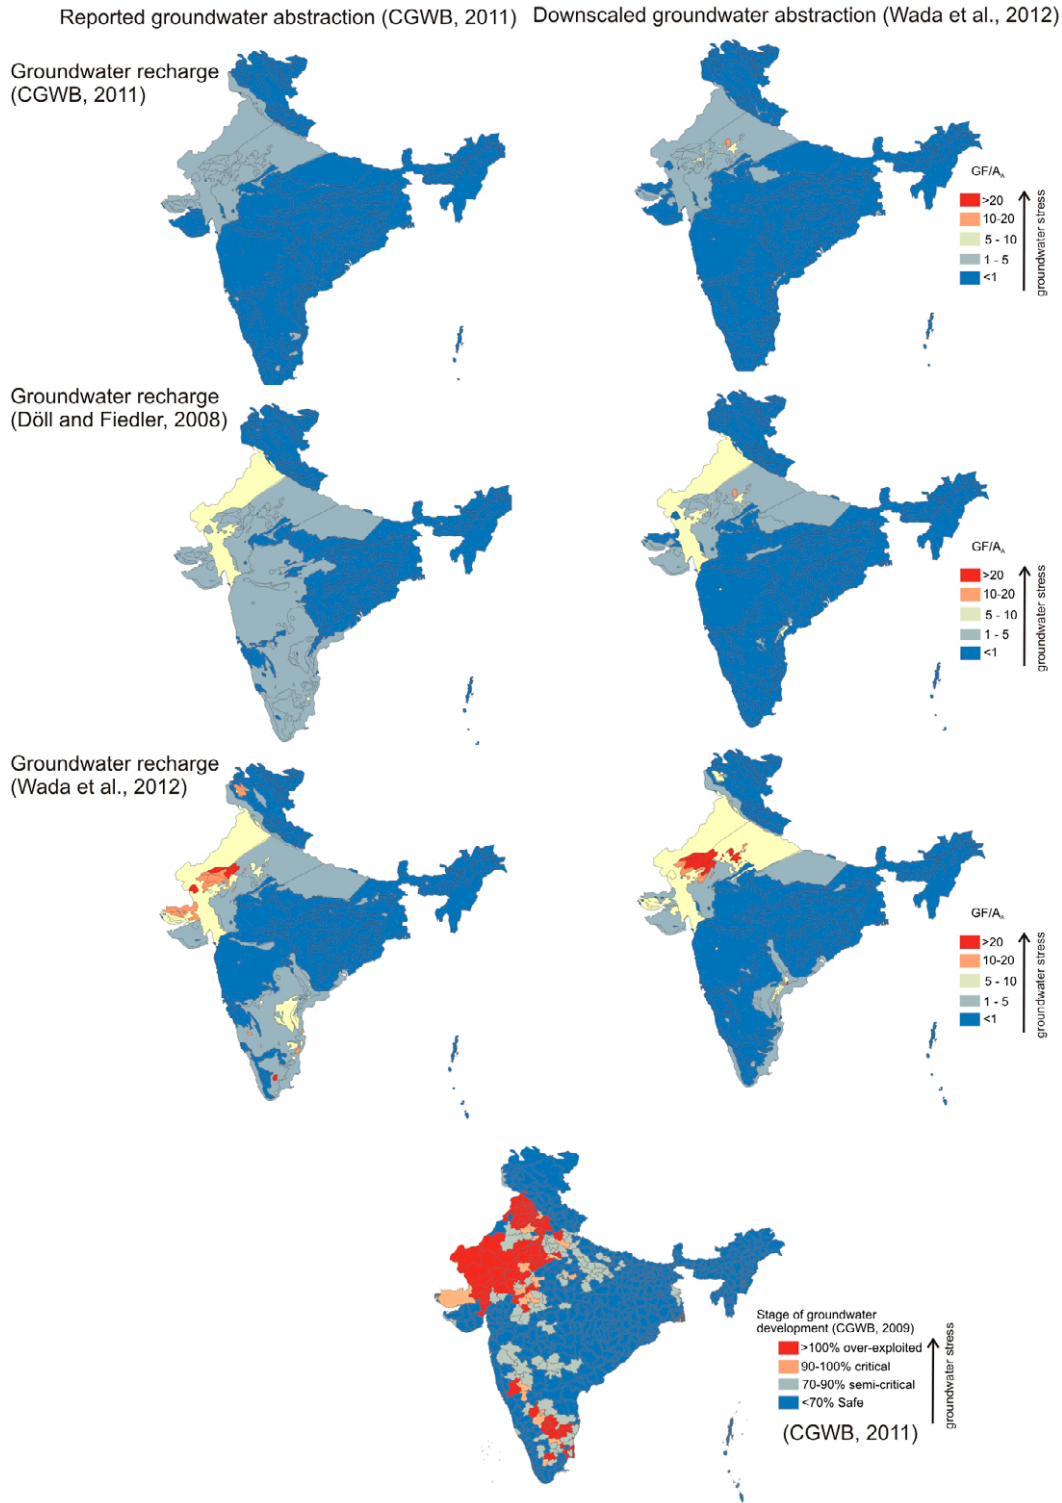 Reported groundwater abstraction (CGWB, 2011)
Downscaled groundwater abstraction (Wada et al., 2012)
Groundwater recharge
(CGWB, 2011)
GF/AA
>20
10-20
5 - 10
1 - 5
<1
groundwater stress
Groundwater recharge
(Döll and Fiedler, 2008)
GF/AA
>20
10-20
5 - 10
1 - 5
<1
groundwater stress
Groundwater recharge
(Wada et al., 2012)
GF/AA
>20
10-20
5 - 10
1 - 5
<1
groundwater stress
Stage of groundwater
development (CGWB, 2009)
>100% over-exploited
90-100% critical
70-90% semi-critical
<70% Safe
groundwater stress
(CGWB, 2011)